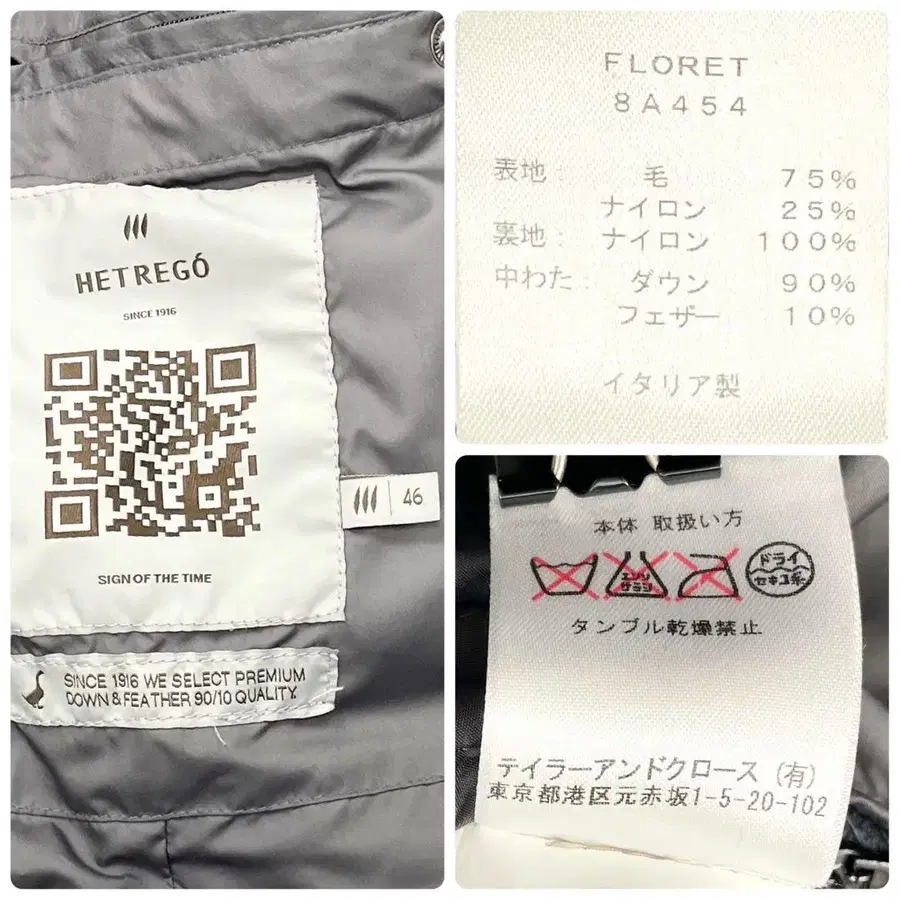 HETREGÓ
SINCE 1916
46
SIGN OF THE TIME
SINCE 1916 WE SELECT PREMIUM
DOWN & FEATHER 90/10 QUALITY.
FLORET
8A454
表地： 毛 75%
ナイロン 25%
裏地： ナイロン 100%
中わた： ダウン 90%
フェザー 10%
イタリア製
本体 取扱い方
エンソ ドライ
サラシ セキユ系
タンブル乾燥禁止
テイラーアンドクロース（有）
東京都港区元赤坂1-5-20-102